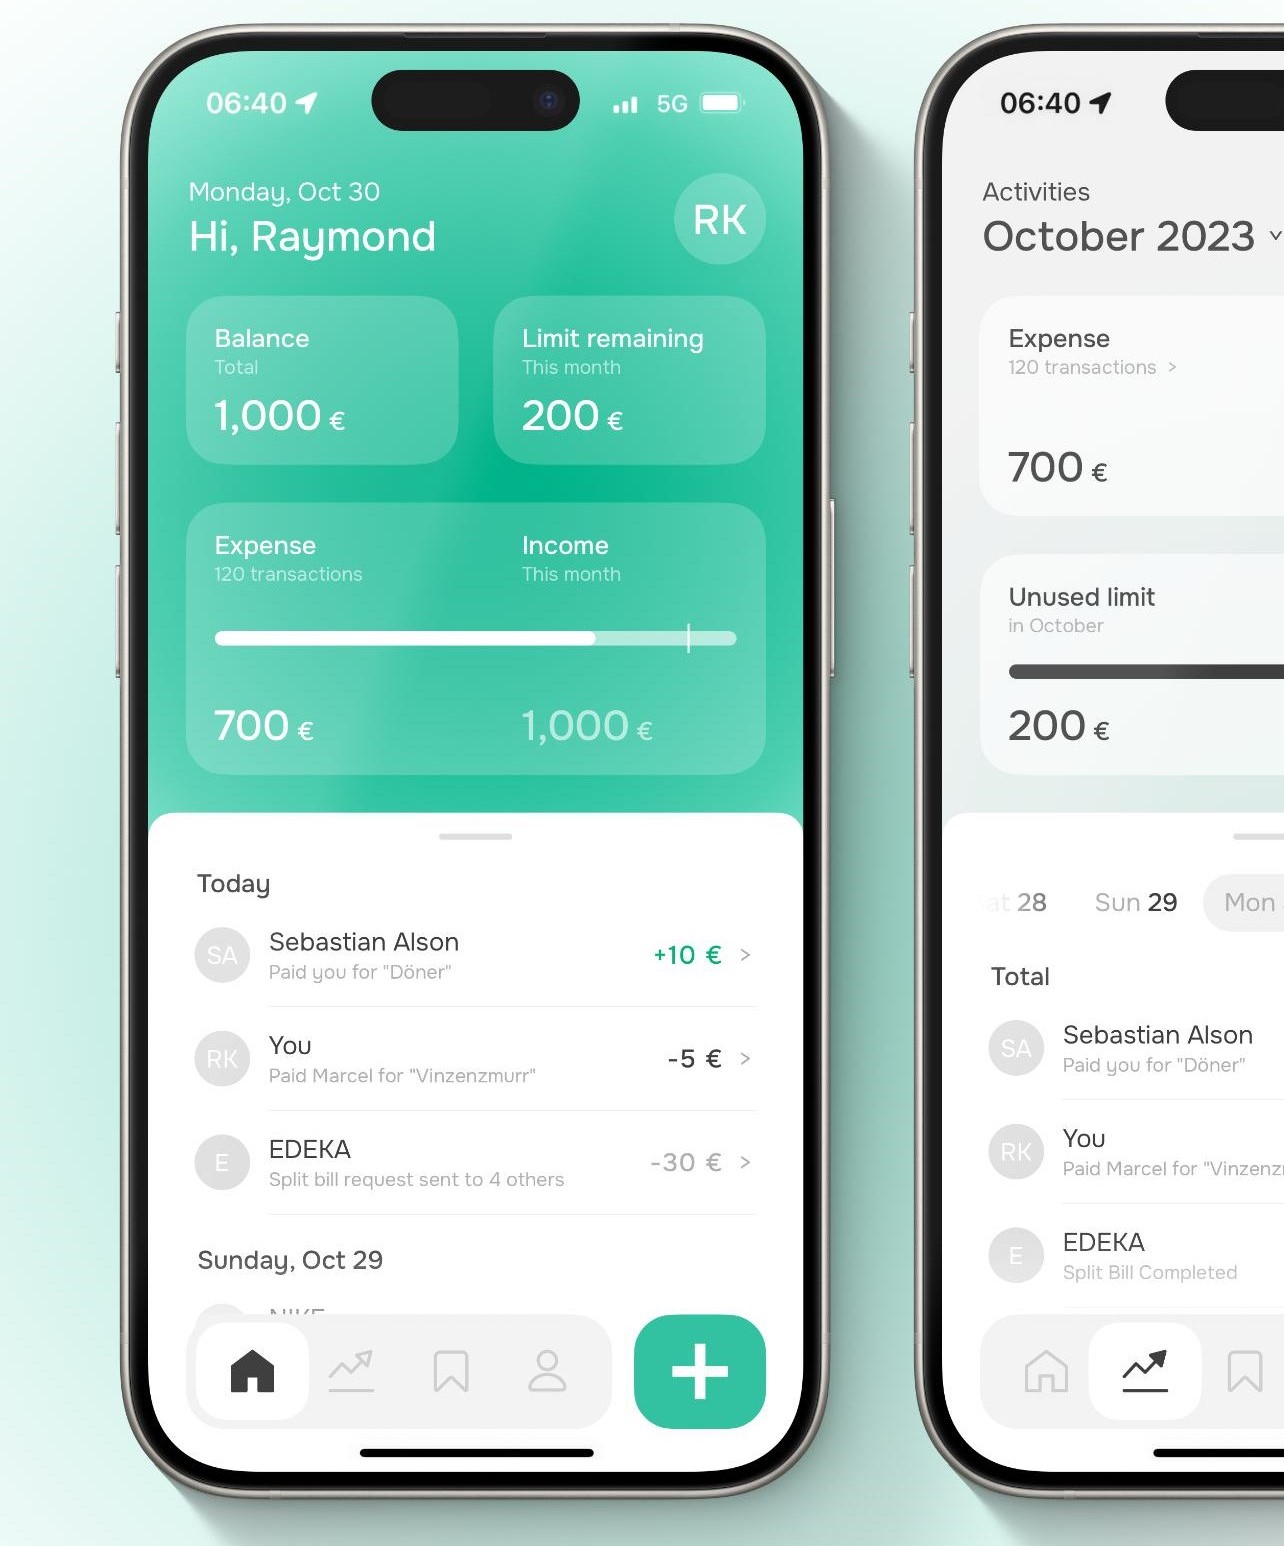 06:40
5G
Monday, Oct 30
Hi, Raymond
RK
Balance
Total
1,000 €
Limit remaining
This month
200 €
Expense
120 transactions
Income
This month
700 €
1,000 €
Today
SA
Sebastian Alson
Paid you for "Döner"
+10 € >
RK
You
Paid Marcel for "Vinzenzmurr"
-5 € >
E
EDEKA
Split bill request sent to 4 others
-30 € >
Sunday, Oct 29
NIKE
06:40
Activities
October 2023
Expense
120 transactions >
700 €
Unused limit
in October
200 €
28
Sun 29
Mon
Total
SA
Sebastian Alson
Paid you for "Döner"
RK
You
Paid Marcel for
E
EDEKA
Split Bill Completed